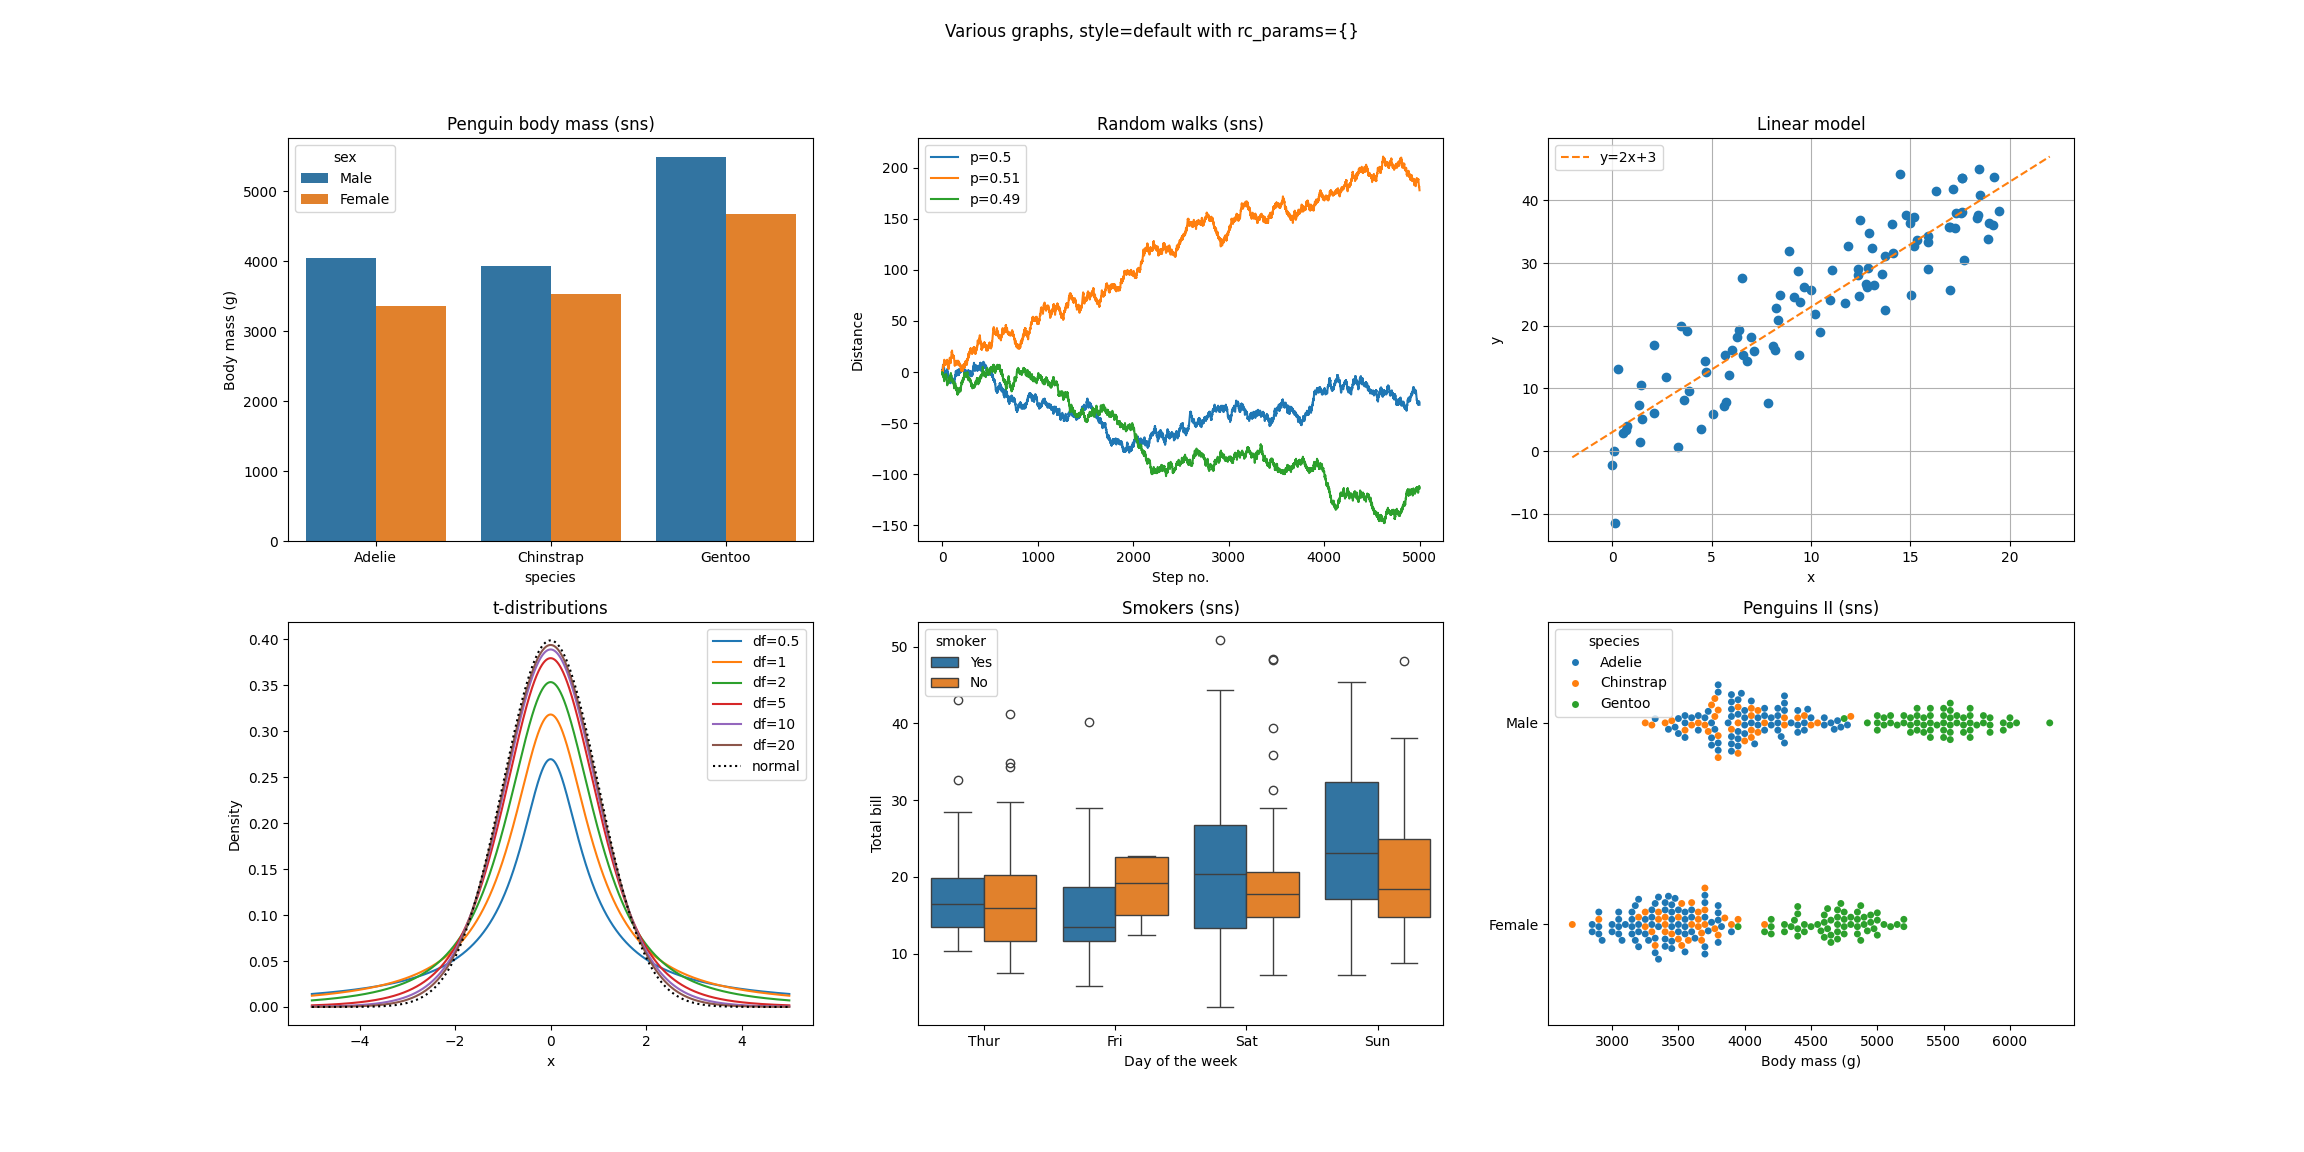 Various graphs, style=default with rc_params={}
Penguin body mass (sns)
sex
Male
Female
5000
4000
3000
2000
1000
0
Body mass (g)
Adelie
Chinstrap
Gentoo
species
Random walks (sns)
p=0.5
p=0.51
p=0.49
200
150
100
50
0
−50
−100
−150
Distance
0
1000
2000
3000
4000
5000
Step no.
Linear model
y=2x+3
40
30
20
10
0
−10
y
0
5
10
15
20
x
t-distributions
df=0.5
df=1
df=2
df=5
df=10
df=20
normal
0.40
0.35
0.30
0.25
0.20
0.15
0.10
0.05
0.00
Density
−4
−2
0
2
4
x
Smokers (sns)
smoker
Yes
No
50
40
30
20
10
Total bill
Thur
Fri
Sat
Sun
Day of the week
Penguins II (sns)
species
Adelie
Chinstrap
Gentoo
Male
Female
3000
3500
4000
4500
5000
5500
6000
Body mass (g)